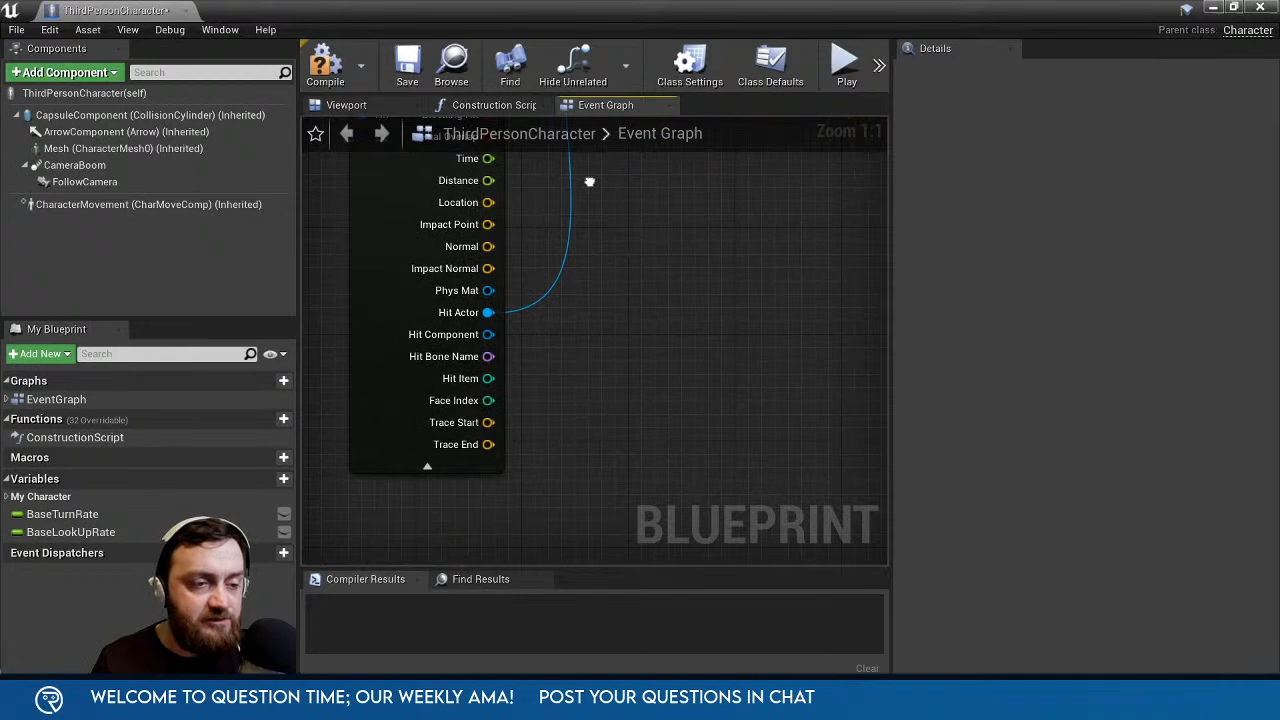 ThirdPersonCharacter•
File Edit Asset View Debug Window Help
Parent class: Character
Components
Add Component Search
ThirdPersonCharacter(self)
CapsuleComponent (CollisionCylinder) (Inherited)
ArrowComponent (Arrow) (Inherited)
Mesh (CharacterMesh0) (Inherited)
CameraBoom
FollowCamera
CharacterMovement (CharMoveComp) (Inherited)
My Blueprint
Add New Search
Graphs
EventGraph
Functions (32 Overridable)
ConstructionScript
Macros
Variables
My Character
BaseTurnRate
BaseLookUpRate
Event Dispatchers
Compile Save Browse Find Hide Unrelated Class Settings Class Defaults Play
Viewport Construction Scrip Event Graph
ThirdPersonCharacter > Event Graph
Zoom 1:1
Time
Distance
Location
Impact Point
Normal
Impact Normal
Phys Mat
Hit Actor
Hit Component
Hit Bone Name
Hit Item
Face Index
Trace Start
Trace End
BLUEPRINT
Compiler Results Find Results
Clear
Details
WELCOME TO QUESTION TIME; OUR WEEKLY AMA! POST YOUR QUESTIONS IN CHAT